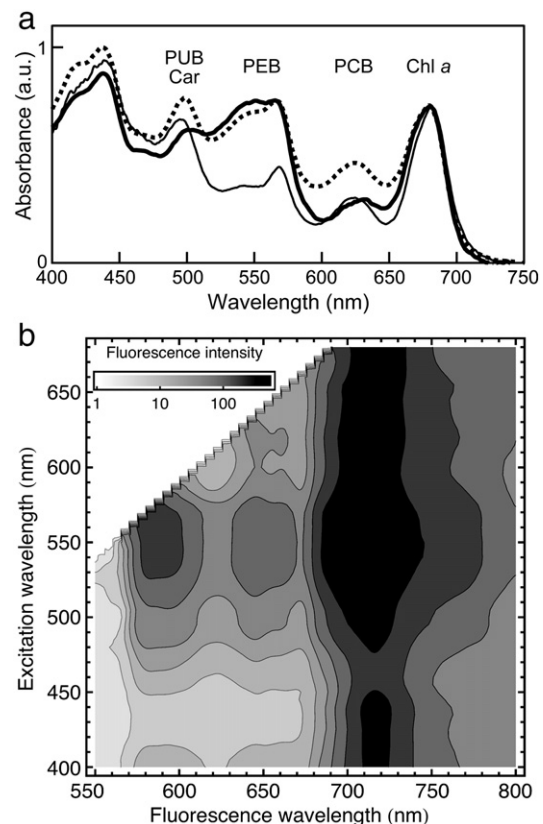 a
1
PUB
Car
PEB
PCB
Chl a
Absorbance (a.u.)
0
400 450 500 550 600 650 700 750
Wavelength (nm)
b
Fluorescence intensity
1 10 100
650
600
550
500
450
400
Excitation wavelength (nm)
550 600 650 700 750 800
Fluorescence wavelength (nm)